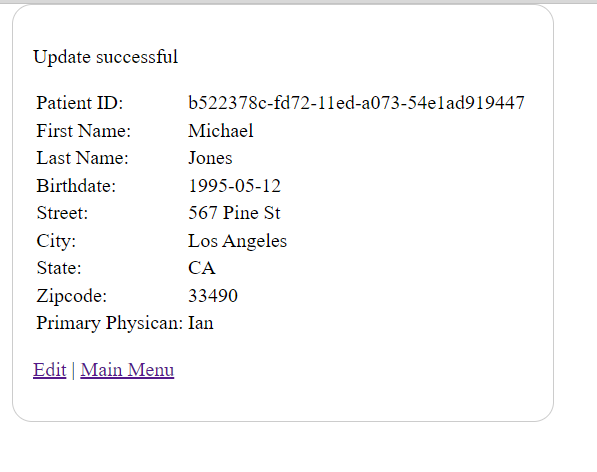 Update successful
Patient ID: b522378c-fd72-11ed-a073-54e1ad919447
First Name: Michael
Last Name: Jones
Birthdate: 1995-05-12
Street: 567 Pine St
City: Los Angeles
State: CA
Zipcode: 33490
Primary Physican: Ian
Edit | Main Menu